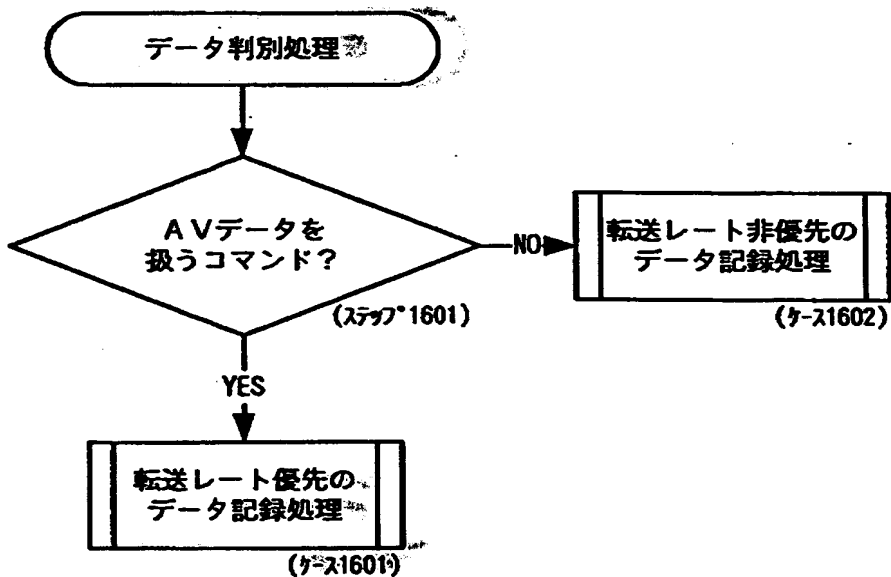 データ判別処理
AVデータを
扱うコマンド？
(ステップ1601)
NO
転送レート非優先の
データ記録処理
(ケース1602)
YES
転送レート優先の
データ記録処理
(ケース1601)